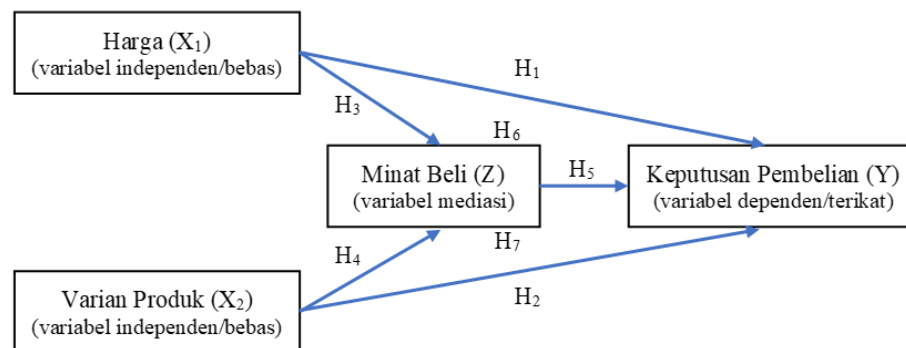 Harga (X₁)
(variabel independen/bebas)
H₁
H₃
H₆
Minat Beli (Z)
(variabel mediasi)
H₅
Keputusan Pembelian (Y)
(variabel dependen/terikat)
H₄
H₇
Varian Produk (X₂)
(variabel independen/bebas)
H₂